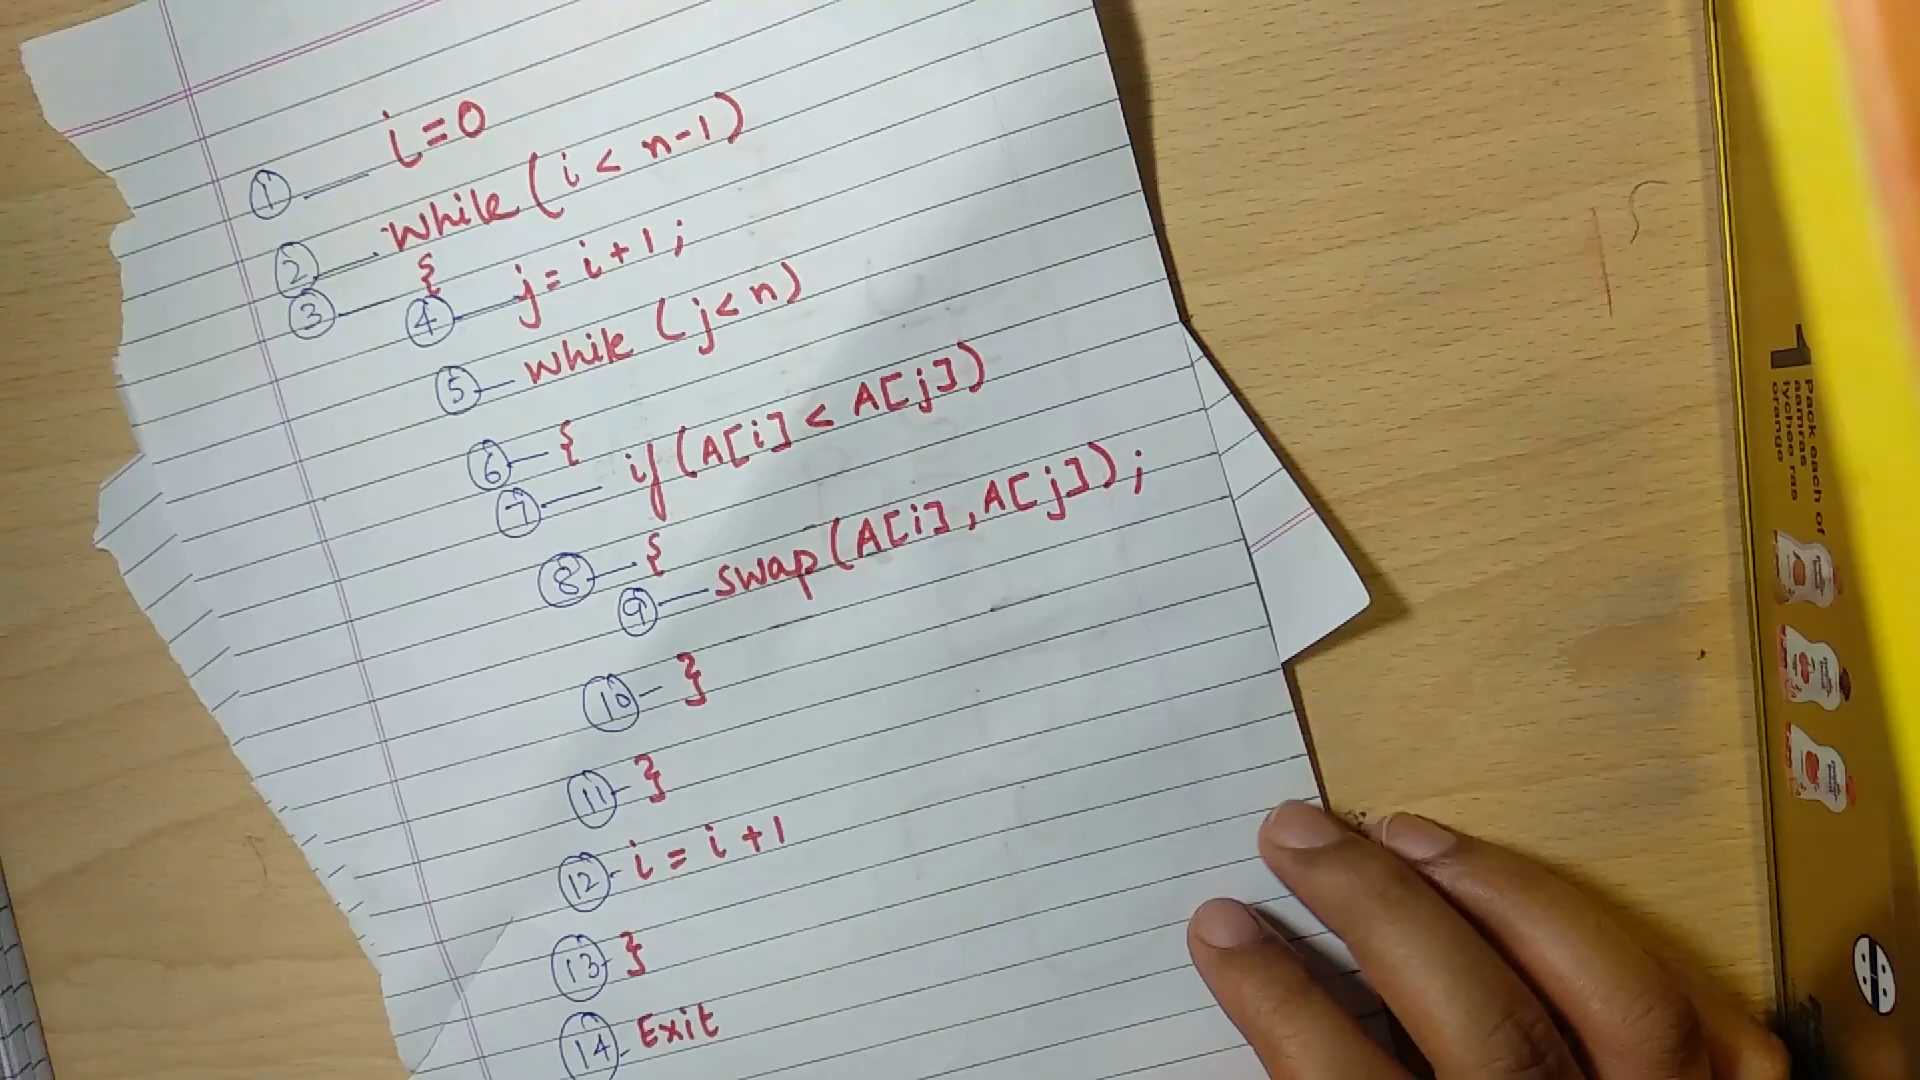 ① i=0
② while(i < n-1)
③ {
④ j= i+1;
⑤ while (j<n)
⑥ {
⑦ if(A[i] < A[j])
⑧ {
⑨ swap(A[i],A[j]);
⑩ }
⑪ }
⑫ i = i +1
⑬ }
⑭ Exit
1
Pack each of
aamras
lychee ras
orange